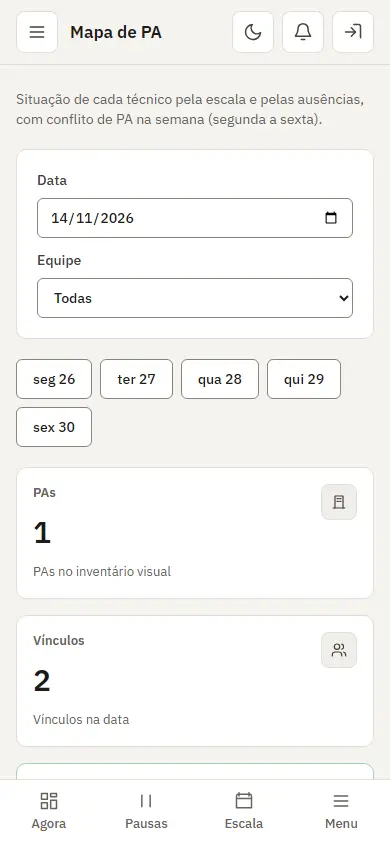 Mapa de PA
Situação de cada técnico pela escala e pelas ausências,
com conflito de PA na semana (segunda a sexta).
Data
14/11/2026
Equipe
Todas
seg 26
ter 27
qua 28
qui 29
sex 30
PAs
1
PAs no inventário visual
Vínculos
2
Vínculos na data
Agora
Pausas
Escala
Menu